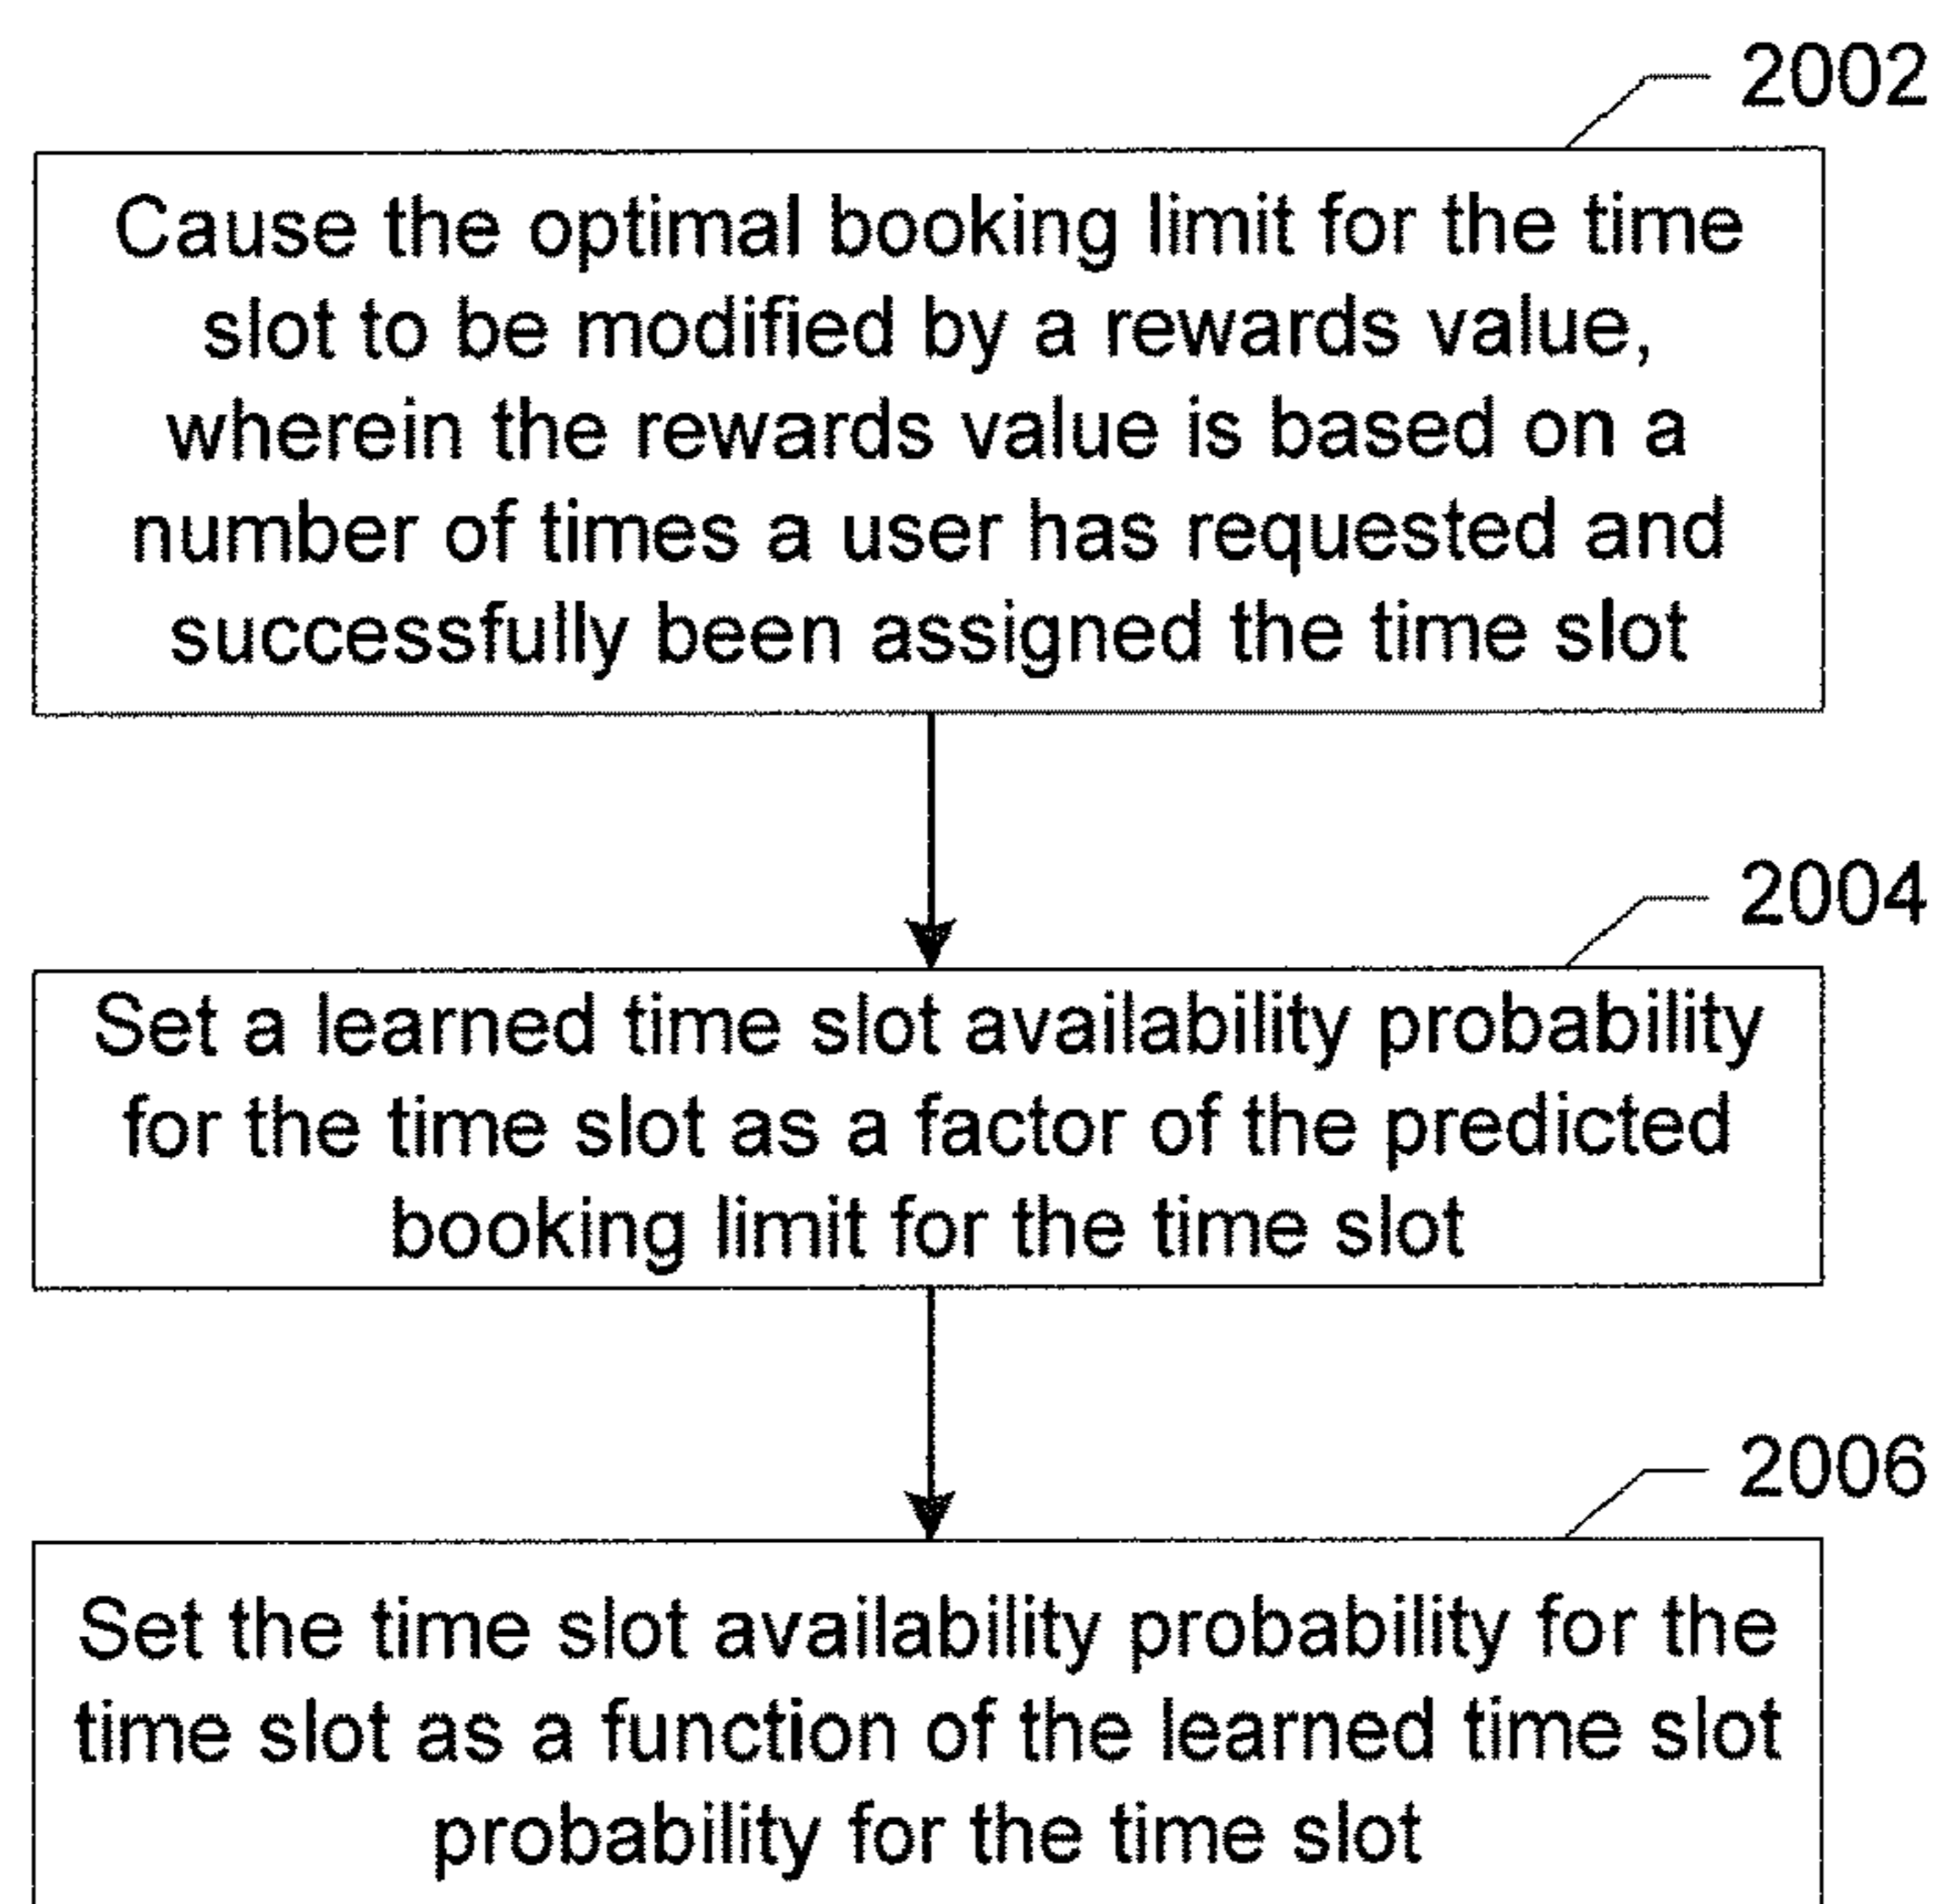 2002
Cause the optimal booking limit for the time
slot to be modified by a rewards value,
wherein the rewards value is based on a
number of times a user has requested and
successfully been assigned the time slot
2004
Set a learned time slot availability probability
for the time slot as a factor of the predicted
booking limit for the time slot
2006
Set the time slot availability probability for the
time slot as a function of the learned time slot
probability for the time slot